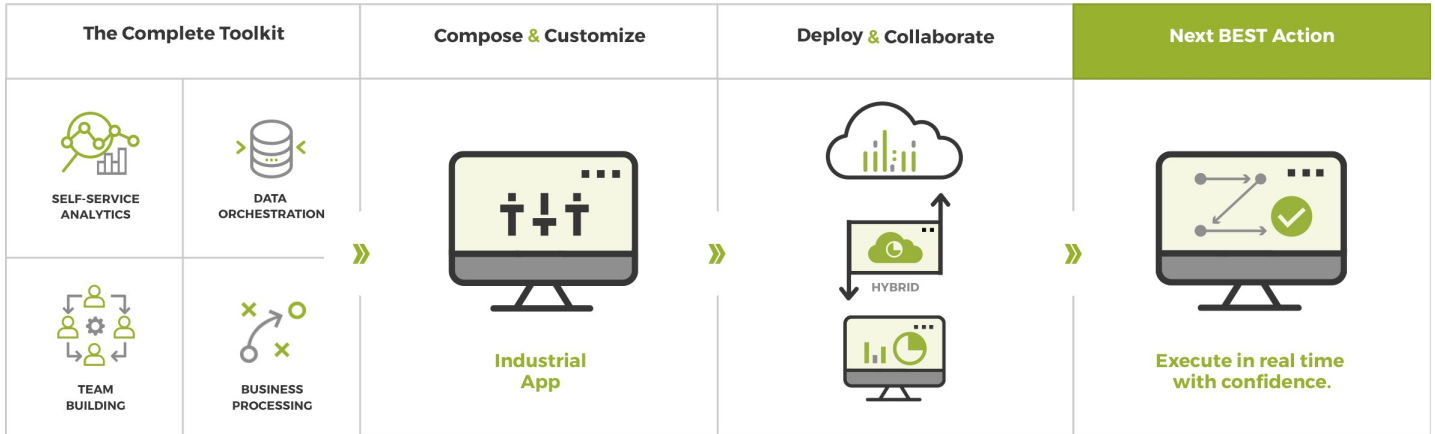 The Complete Toolkit
Compose & Customize
Deploy & Collaborate
Next BEST Action
SELF-SERVICE
ANALYTICS
DATA
ORCHESTRATION
TEAM
BUILDING
BUSINESS
PROCESSING
Industrial
App
HYBRID
Execute in real time
with confidence.